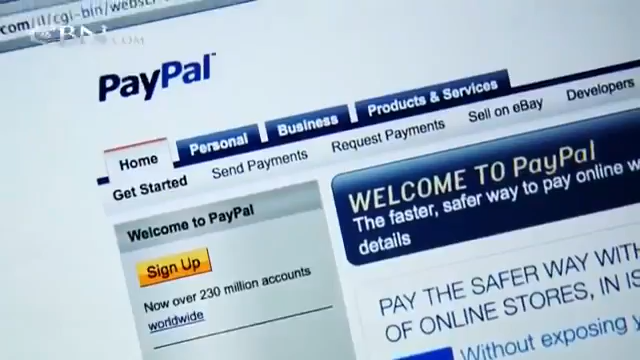 .com/il/cgi-bin/webscr
CBN.COM
PayPal
Home
Personal
Business
Products & Services
Get Started
Send Payments
Request Payments
Sell on eBay
Developers
Welcome to PayPal
Sign Up
Now over 230 million accounts
worldwide
WELCOME TO PayPal
The faster, safer way to pay online w
details
PAY THE SAFER WAY WITH
OF ONLINE STORES, IN IS
Without exposing y